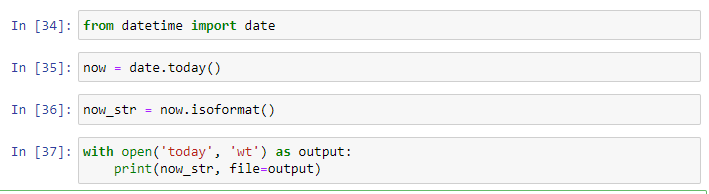 In [34]: from datetime import date
In [35]: now = date.today()
In [36]: now_str = now.isoformat()
In [37]: with open('today', 'wt') as output:
    print(now_str, file=output)